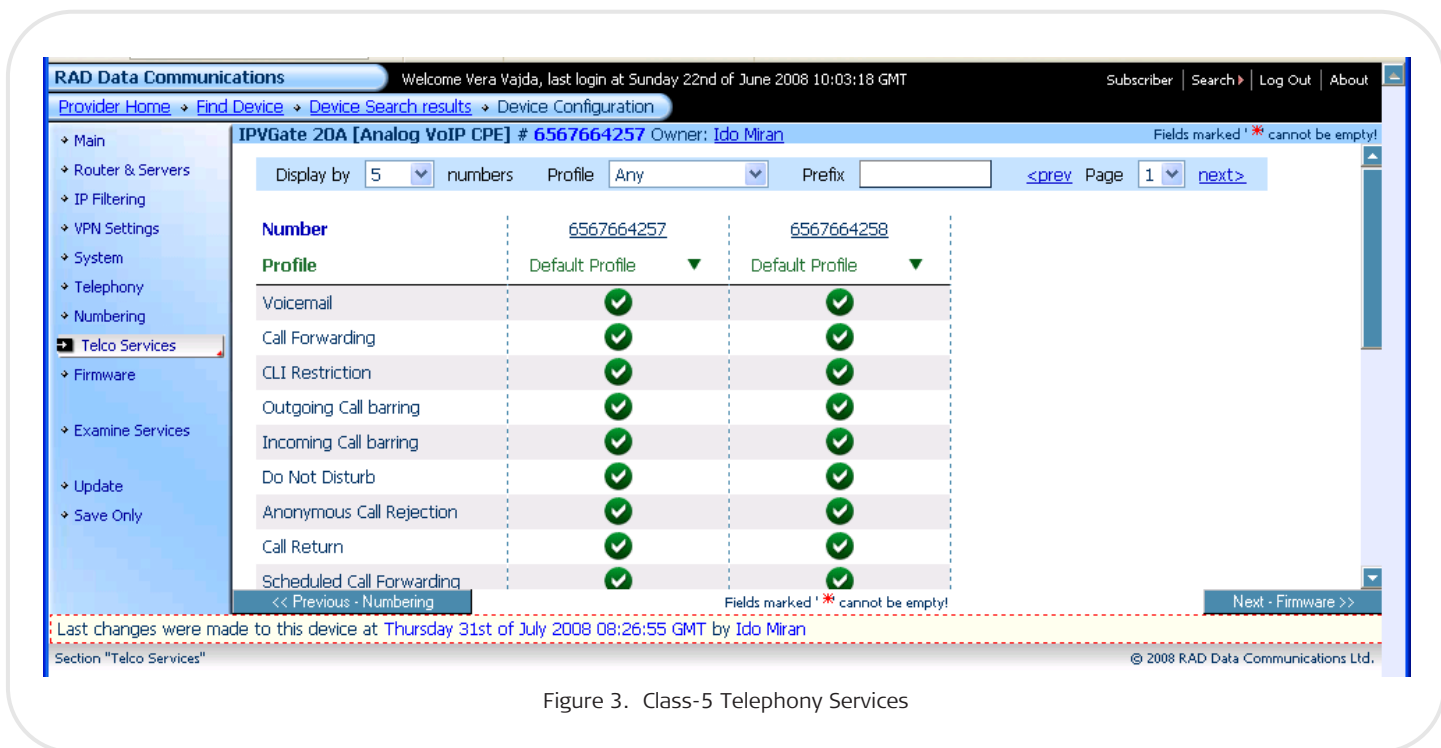 RAD Data Communications
Welcome Vera Vajda, last login at Sunday 22nd of June 2008 10:03:18 GMT
Subscriber | Search | Log Out | About
Provider Home Find Device Device Search results Device Configuration
IPVGate 20A [Analog VoIP CPE] # 6567664257 Owner: Ido Miran
Fields marked ' * cannot be empty!
Main
Router & Servers
IP Filtering
VPN Settings
System
Telephony
Numbering
Telco Services
Firmware
Examine Services
Update
Save Only
Display by 5 numbers Profile Any Prefix <prev Page 1 next>
Number 6567664257 6567664258
Profile Default Profile Default Profile
Voicemail
Call Forwarding
CLI Restriction
Outgoing Call barring
Incoming Call barring
Do Not Disturb
Anonymous Call Rejection
Call Return
Scheduled Call Forwarding
<< Previous - Numbering
Fields marked ' * cannot be empty!
Next - Firmware >>
Last changes were made to this device at Thursday 31st of July 2008 08:26:55 GMT by Ido Miran
Section "Telco Services"
© 2008 RAD Data Communications Ltd.
Figure 3. Class-5 Telephony Services